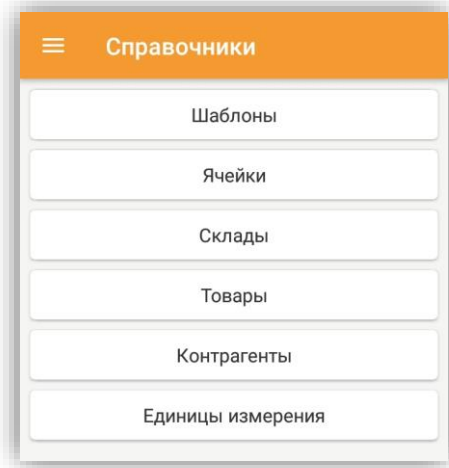 Справочники
Шаблоны
Ячейки
Склады
Товары
Контрагенты
Единицы измерения